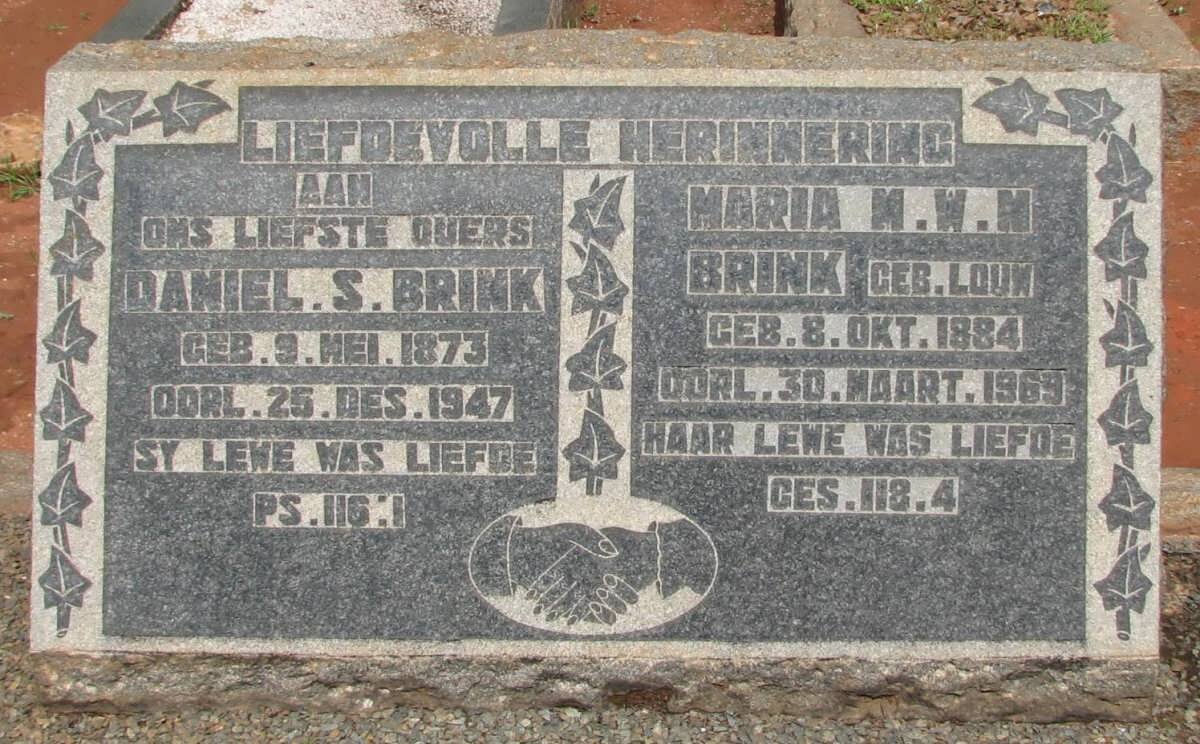 LIEFDEVOLLE HERINNERING
AAN
ONS LIEFSTE OUERS
DANIEL . S . BRINK
GEB . 9 . MEI . 1873
OORL . 25 . DES . 1947
SY LEWE WAS LIEFDE
PS . 116 : 1
MARIA M . W . M
BRINK GEB . LOUW
GEB . 8 . OKT . 1884
OORL . 30 . MAART . 1969
HAAR LEWE WAS LIEFDE
GES . 118 . 4